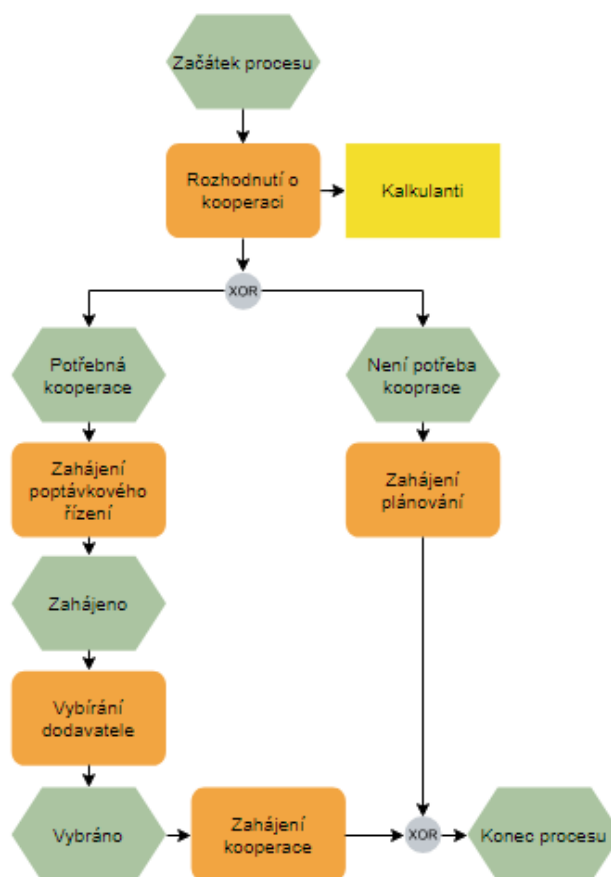 Začátek procesu
Rozhodnutí o
kooperaci
Kalkulanti
XOR
Potřebná
kooperace
Není potřeba
kooprace
Zahájení
poptávkového
řízení
Zahájení
plánování
Zahájeno
Vybírání
dodavatele
Vybráno
Zahájení
kooperace
XOR
Konec procesu